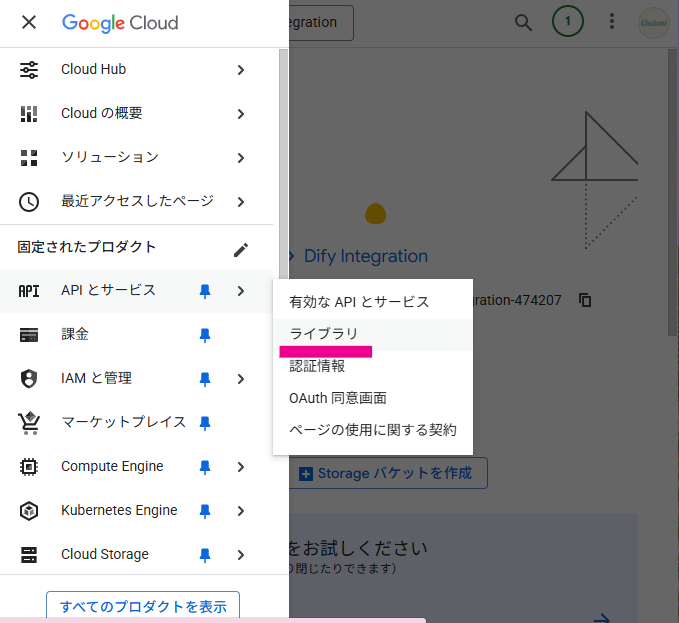 Google Cloud
egration
1
Chatani
Cloud Hub
Cloud の概要
ソリューション
最近アクセスしたページ
固定されたプロダクト
API API とサービス
課金
IAM と管理
マーケットプレイス
Compute Engine
Kubernetes Engine
Cloud Storage
すべてのプロダクトを表示
有効な API とサービス
ライブラリ
認証情報
OAuth 同意画面
ページの使用に関する契約
Dify Integration
gration-474207
Storage バケットを作成
をお試しください
閉じたりできます)